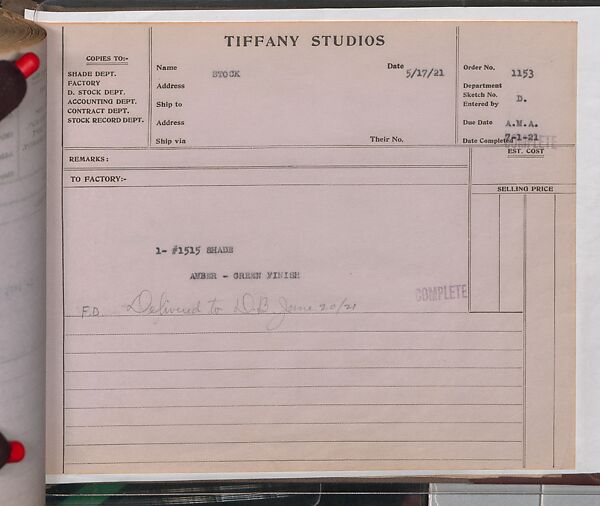 TIFFANY STUDIOS
COPIES TO:-
SHADE DEPT.
FACTORY
D. STOCK DEPT.
ACCOUNTING DEPT.
CONTRACT DEPT.
STOCK RECORD DEPT.
Name STOCK
Date 5/17/21
Address
Ship to
Address
Ship via
Their No.
Order No. 1153
Department D.
Sketch No.
Entered by
Due Date A.M.A.
Date Completed 7-1-21
COMPLETE
EST. COST
REMARKS:
TO FACTORY:-
SELLING PRICE
1- #1515 SHADE
AMBER - GREEN FINISH
COMPLETE
F.D. Delivered to D.B. June 20/21